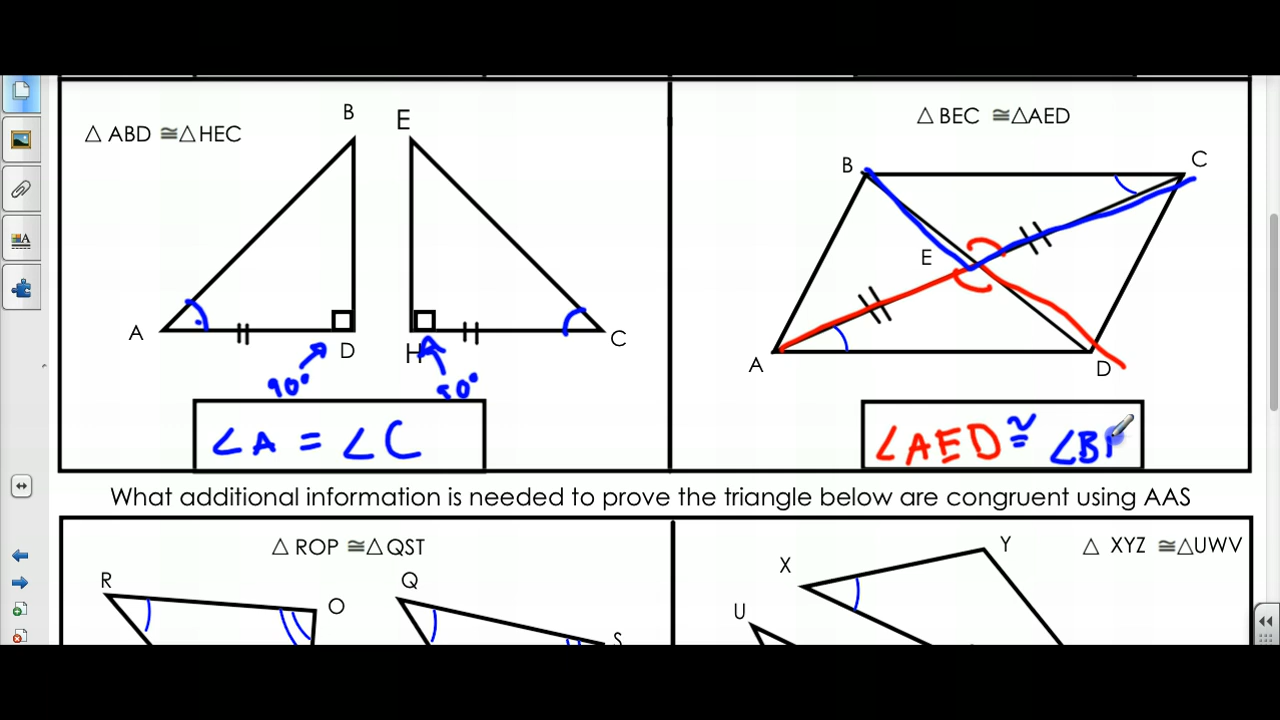 △ ABD ≅△HEC
B E
A D H C
90° 90°
∠A = ∠C
△ BEC ≅△AED
B C
E
A D
∠AED ≅ ∠B
What additional information is needed to prove the triangle below are congruent using AAS
△ ROP ≅△QST
R O Q S
△ XYZ ≅△UWV
X Y
U